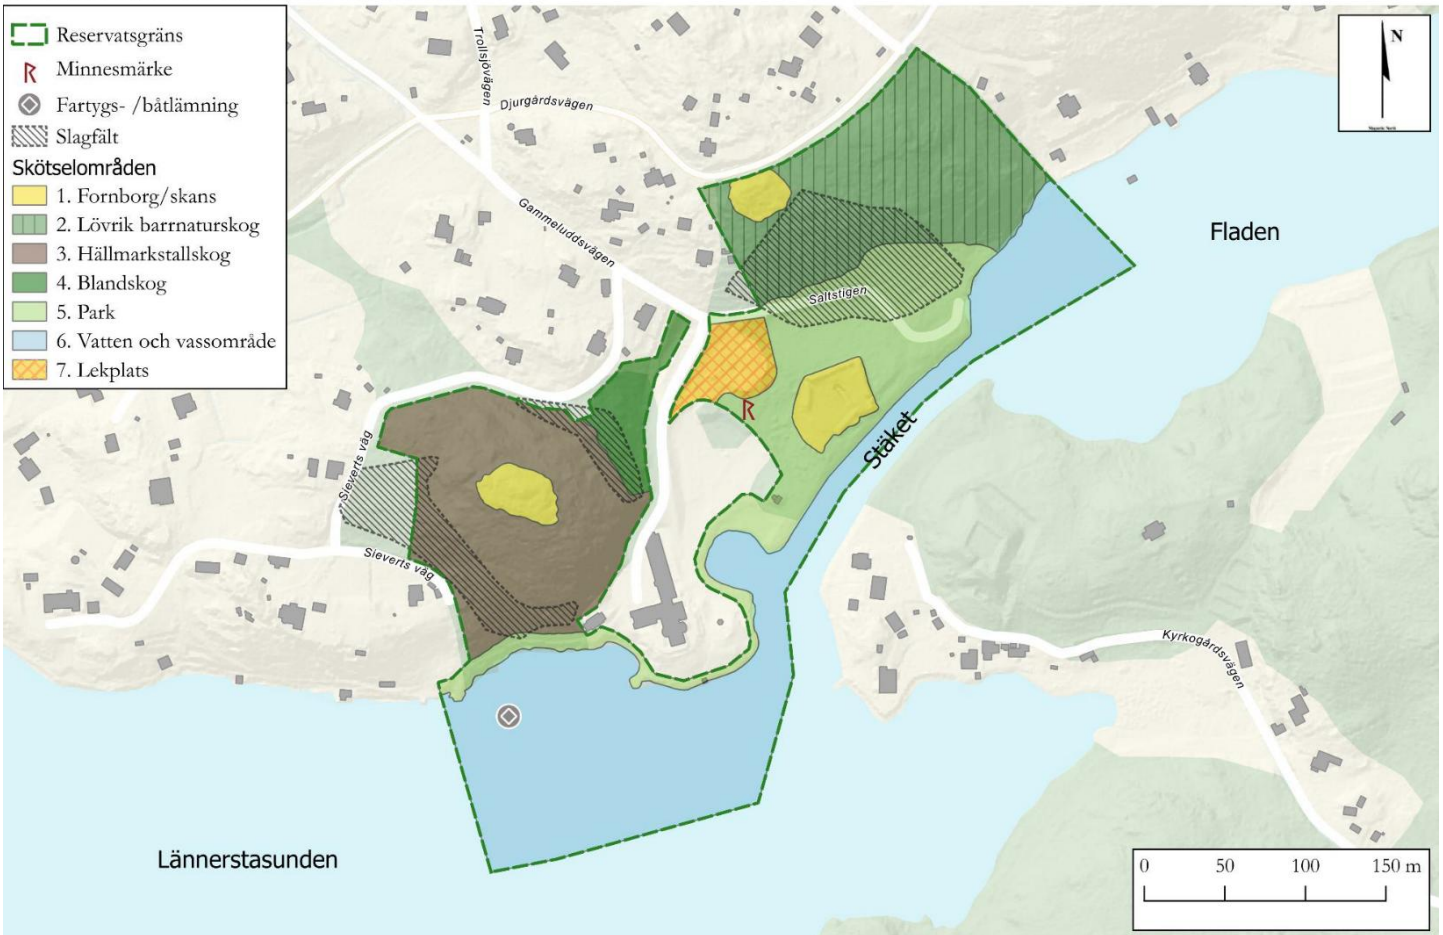 Reservatsgräns
Minnesmärke
Fartygs- /båtlämning
Slagfält
Skötselområden
1. Fornborg/skans
2. Lövrik barrnaturskog
3. Hällmarkstallskog
4. Blandskog
5. Park
6. Vatten och vassområde
7. Lekplats
N
Trollsjövägen
Djurgårdsvägen
Gammeluddsvägen
Fladen
Saltstigen
Stäket
Sieverts väg
Sieverts väg
Kyrkogårdsvägen
Lännerstasunden
0 50 100 150 m